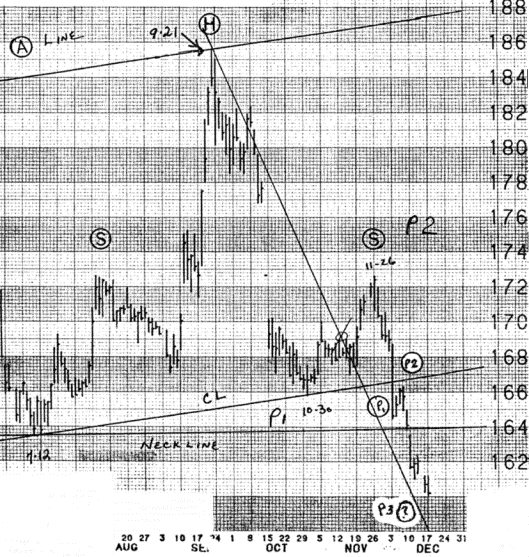 188
Ⓐ LINE
9.21
Ⓗ
186
184
182
180
178
176
Ⓢ
Ⓢ
P2
174
11-26
172
170
168
P2
166
CL
10-30
P1
P1
164
NECKLINE
7-12
162
P3 ?
20 27 3 10 17 24 1 8 15 22 29 5 12 19 26 3 10 17 24 31
AUG SE. OCT NOV DEC